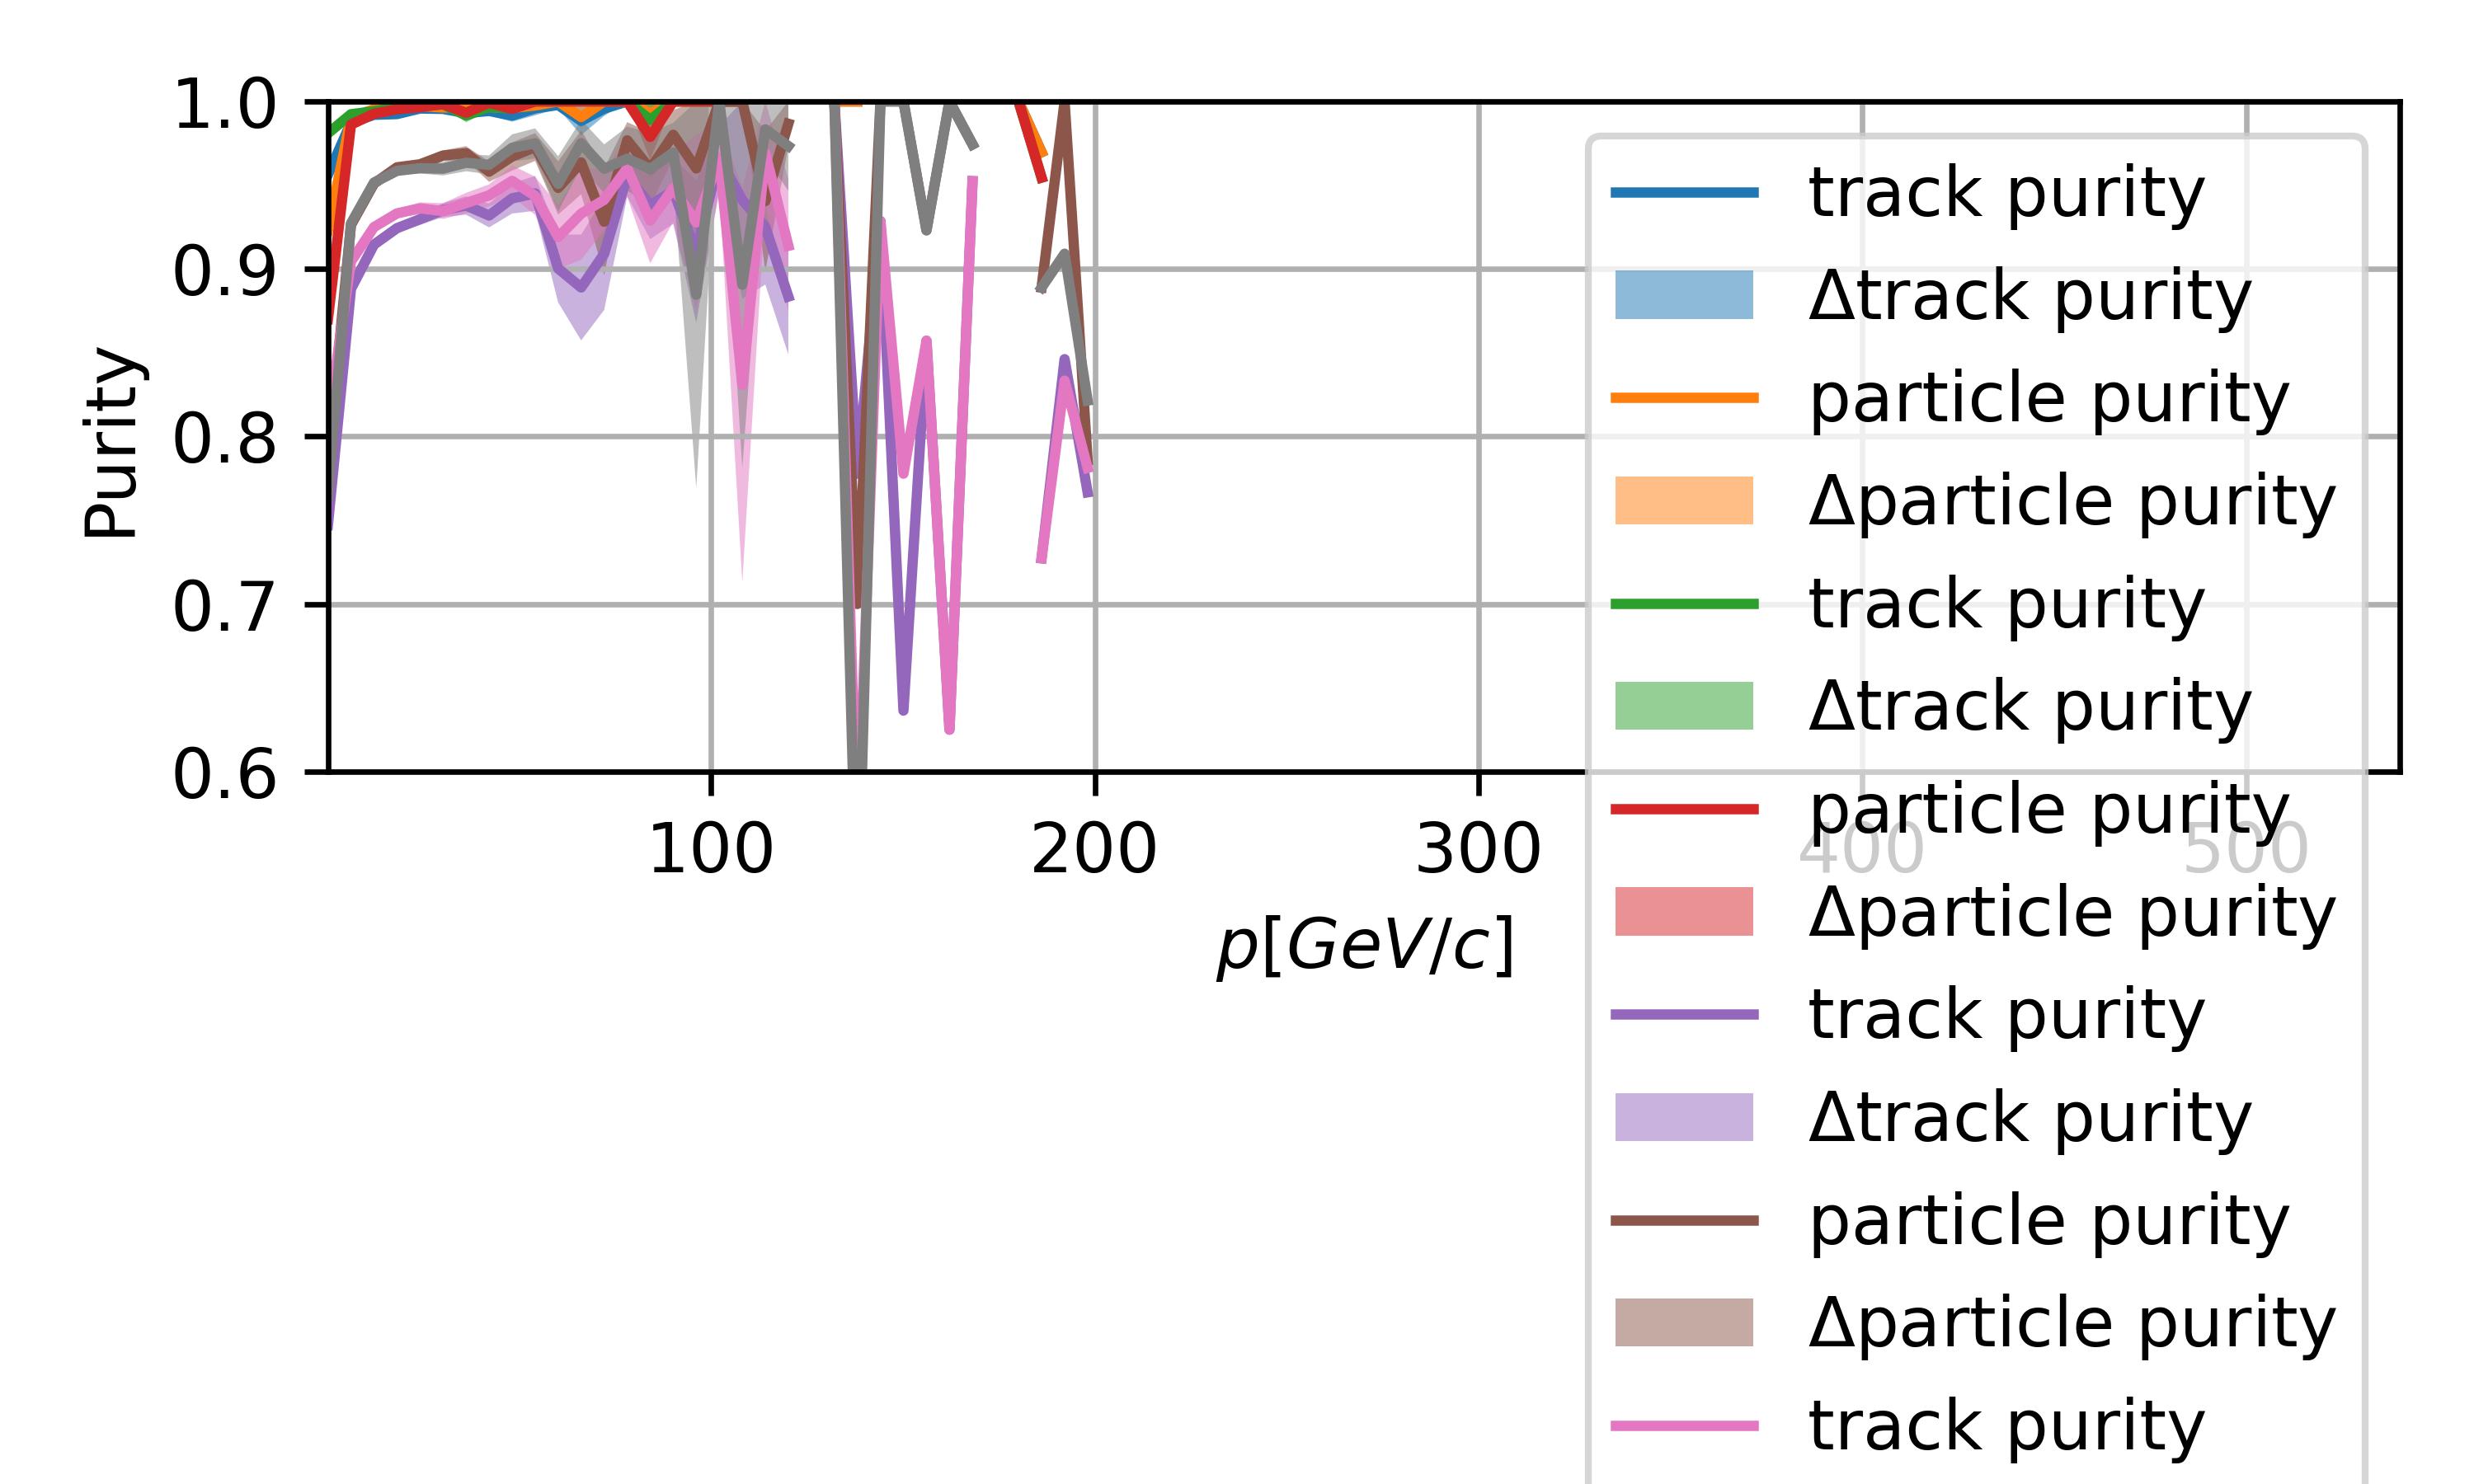 1.0
0.9
0.8
0.7
0.6
Purity
100
200
300
400
500
p[GeV/c]
track purity
Δtrack purity
particle purity
Δparticle purity
track purity
Δtrack purity
particle purity
Δparticle purity
track purity
Δtrack purity
particle purity
Δparticle purity
track purity